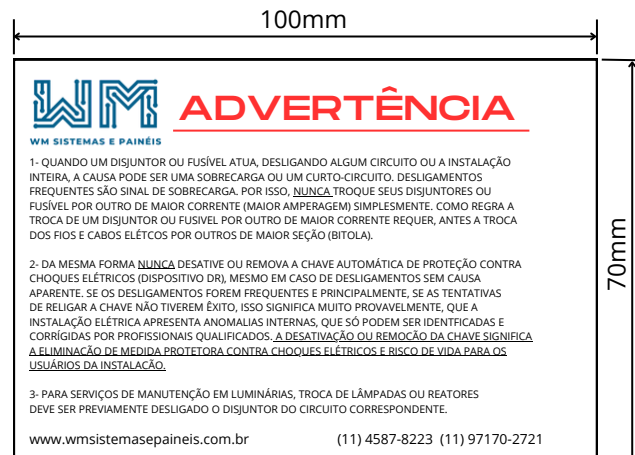 100mm
WM
ADVERTÊNCIA
WM SISTEMAS E PAINÉIS
1- QUANDO UM DISJUNTOR OU FUSÍVEL ATUA, DESLIGANDO ALGUM CIRCUITO OU A INSTALAÇÃO
INTEIRA, A CAUSA PODE SER UMA SOBRECARGA OU UM CURTO-CIRCUITO. DESLIGAMENTOS
FREQUENTES SÃO SINAL DE SOBRECARGA. POR ISSO, NUNCA TROQUE SEUS DISJUNTORES OU
FUSÍVEL POR OUTRO DE MAIOR CORRENTE (MAIOR AMPERAGEM) SIMPLESMENTE. COMO REGRA A
TROCA DE UM DISJUNTOR OU FUSIVEL POR OUTRO DE MAIOR CORRENTE REQUER, ANTES A TROCA
DOS FIOS E CABOS ELÉTCOS POR OUTROS DE MAIOR SEÇÃO (BITOLA).
2- DA MESMA FORMA NUNCA DESATIVE OU REMOVA A CHAVE AUTOMÁTICA DE PROTEÇÃO CONTRA
CHOQUES ELÉTRICOS (DISPOSITIVO DR), MESMO EM CASO DE DESLIGAMENTOS SEM CAUSA
APARENTE. SE OS DESLIGAMENTOS FOREM FREQUENTES E PRINCIPALMENTE, SE AS TENTATIVAS
DE RELIGAR A CHAVE NÃO TIVEREM ÊXITO, ISSO SIGNIFICA MUITO PROVAVELMENTE, QUE A
INSTALAÇÃO ELÉTRICA APRESENTA ANOMALIAS INTERNAS, QUE SÓ PODEM SER IDENTFICADAS E
CORRÍGIDAS POR PROFISSIONAIS QUALIFICADOS. A DESATIVAÇÃO OU REMOCÃO DA CHAVE SIGNIFICA
A ELIMINAÇÃO DE MEDIDA PROTETORA CONTRA CHOQUES ELÉTRICOS E RISCO DE VIDA PARA OS
USUÁRIOS DA INSTALACÃO.
3- PARA SERVIÇOS DE MANUTENÇÃO EM LUMINÁRIAS, TROCA DE LÂMPADAS OU REATORES
DEVE SER PREVIAMENTE DESLIGADO O DISJUNTOR DO CIRCUITO CORRESPONDENTE.
www.wmsistemasepaineis.com.br (11) 4587-8223 (11) 97170-2721
70mm